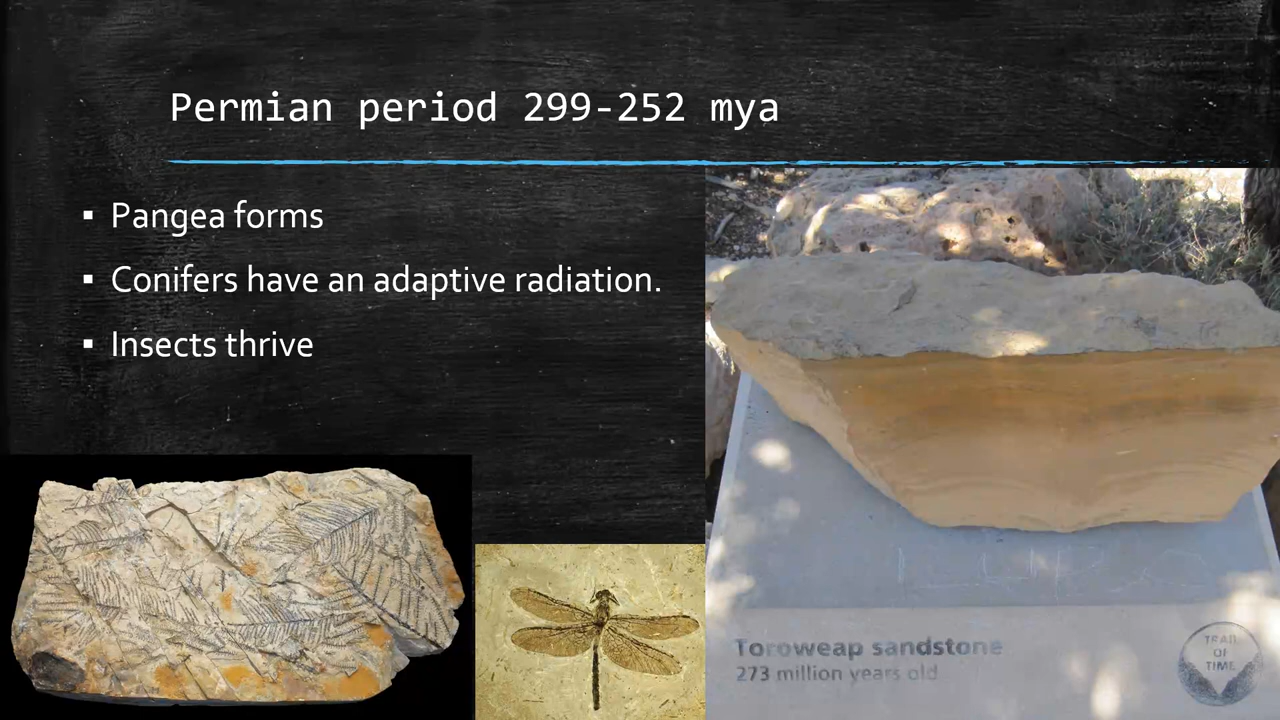 Permian period 299-252 mya
▪ Pangea forms
▪ Conifers have an adaptive radiation.
▪ Insects thrive
Toroweap sandstone
273 million years old
TRAIL
OF
TIME